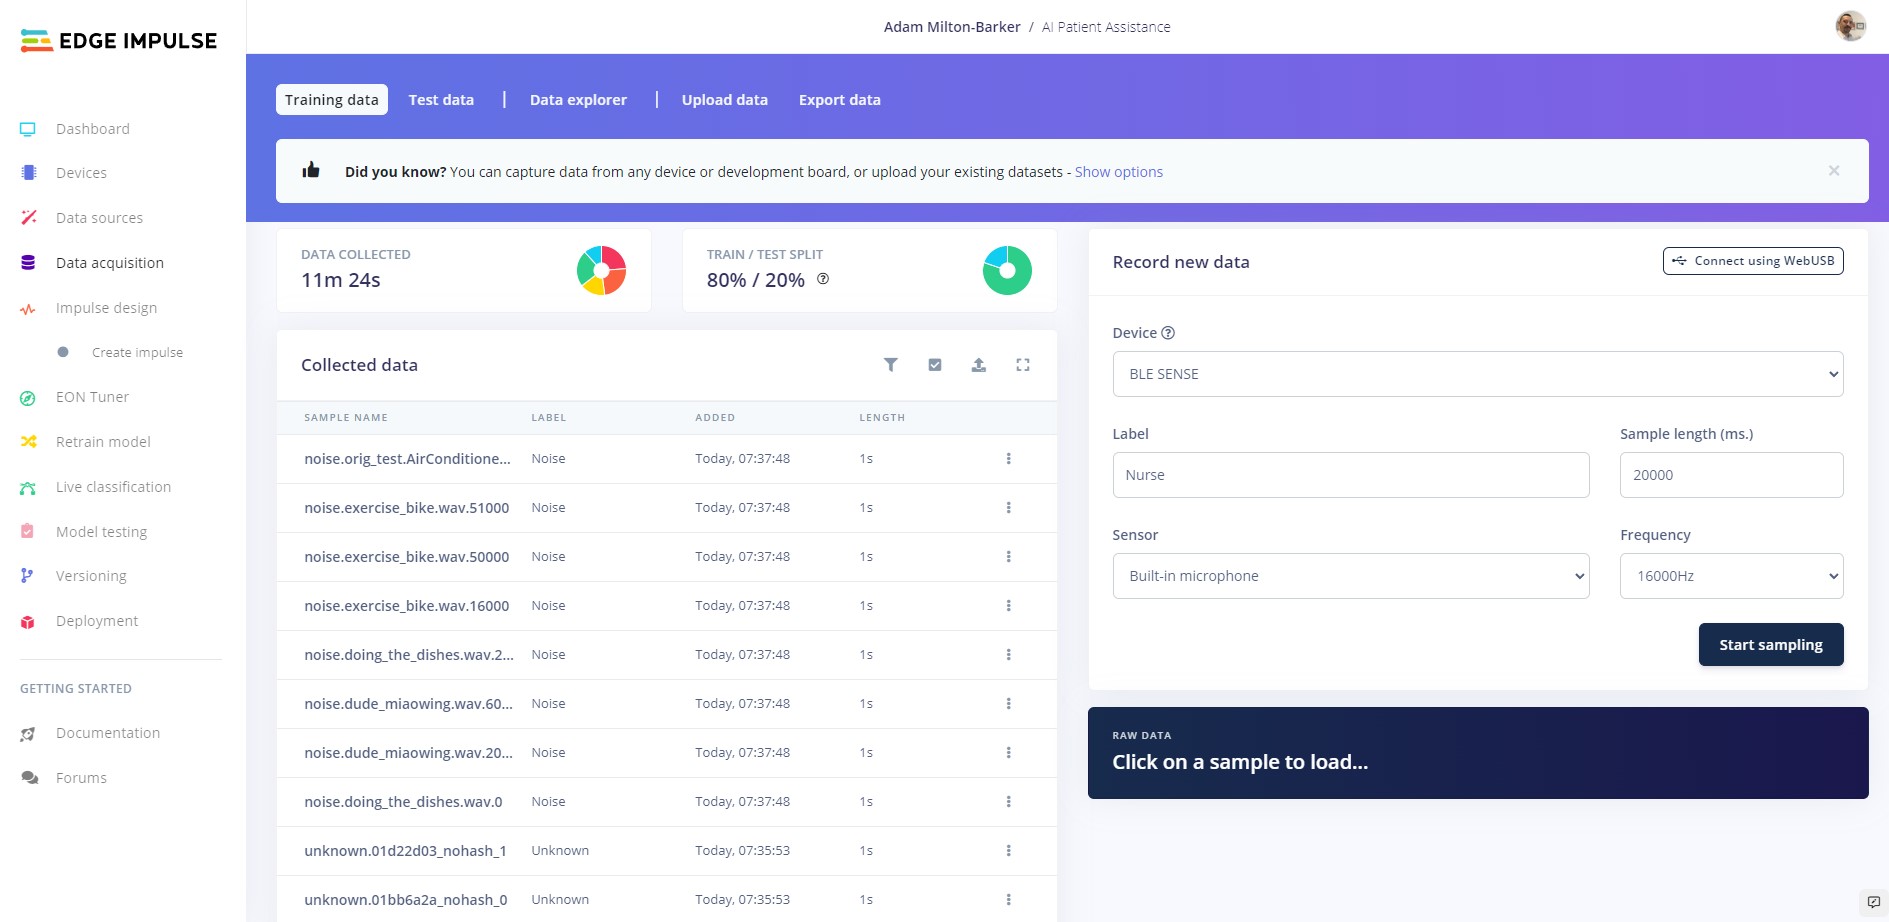 EDGE IMPULSE
Adam Milton-Barker / AI Patient Assistance
Dashboard
Devices
Data sources
Data acquisition
Impulse design
Create impulse
EON Tuner
Retrain model
Live classification
Model testing
Versioning
Deployment
GETTING STARTED
Documentation
Forums
Training data Test data | Data explorer | Upload data Export data
Did you know? You can capture data from any device or development board, or upload your existing datasets - Show options
×
DATA COLLECTED
11m 24s
TRAIN / TEST SPLIT
80% / 20% ?
Collected data
SAMPLE NAME LABEL ADDED LENGTH
noise.orig_test.AirConditione... Noise Today, 07:37:48 1s
noise.exercise_bike.wav.51000 Noise Today, 07:37:48 1s
noise.exercise_bike.wav.50000 Noise Today, 07:37:48 1s
noise.exercise_bike.wav.16000 Noise Today, 07:37:48 1s
noise.doing_the_dishes.wav.2... Noise Today, 07:37:48 1s
noise.dude_miaowing.wav.60... Noise Today, 07:37:48 1s
noise.dude_miaowing.wav.20... Noise Today, 07:37:48 1s
noise.doing_the_dishes.wav.0 Noise Today, 07:37:48 1s
unknown.01d22d03_nohash_1 Unknown Today, 07:35:53 1s
unknown.01bb6a2a_nohash_0 Unknown Today, 07:35:53 1s
Record new data
Connect using WebUSB
Device ?
BLE SENSE
Label Sample length (ms.)
Nurse 20000
Sensor Frequency
Built-in microphone 16000Hz
Start sampling
RAW DATA
Click on a sample to load...